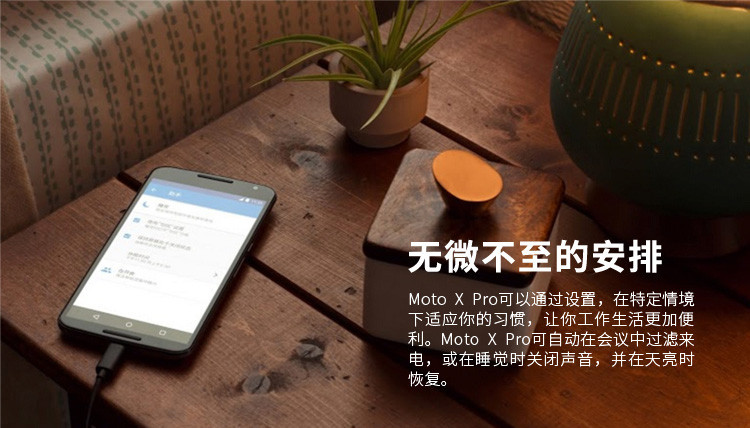 无微不至的安排
Moto X Pro可以通过设置，在特定情境
下适应你的习惯，让你工作生活更加便
利。Moto X Pro可自动在会议中过滤来
电，或在睡觉时关闭声音，并在天亮时
恢复。